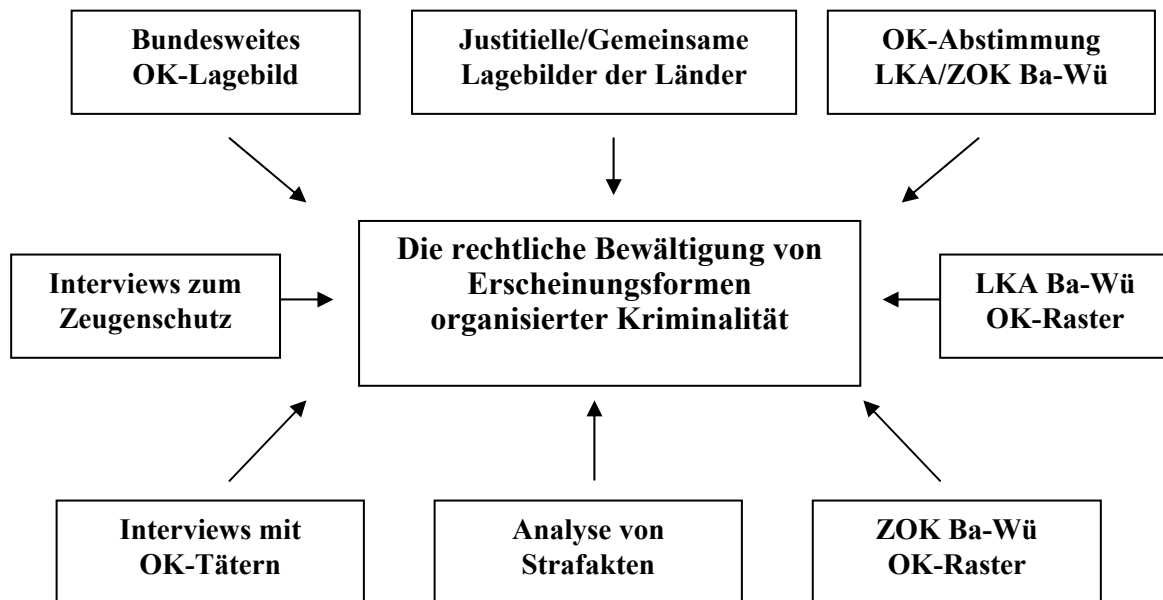 Bundesweites
OK-Lagebild
Justitielle/Gemeinsame
Lagebilder der Länder
OK-Abstimmung
LKA/ZOK Ba-Wü
Interviews zum
Zeugenschutz
Die rechtliche Bewältigung von
Erscheinungsformen
organisierter Kriminalität
LKA Ba-Wü
OK-Raster
Interviews mit
OK-Tätern
Analyse von
Strafakten
ZOK Ba-Wü
OK-Raster